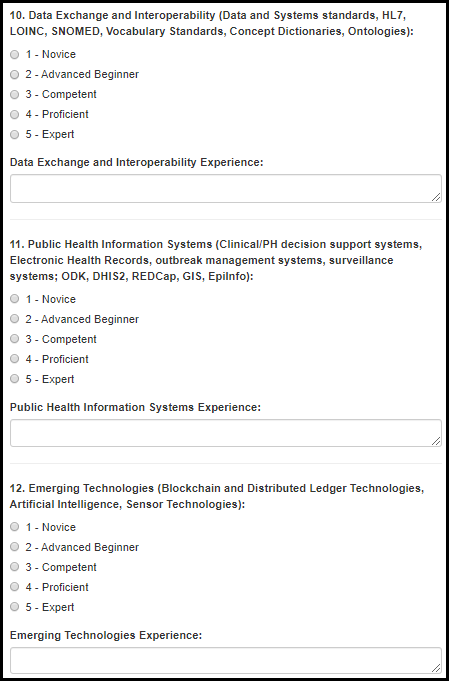 10. Data Exchange and Interoperability (Data and Systems standards, HL7,
LOINC, SNOMED, Vocabulary Standards, Concept Dictionaries, Ontologies):
1 - Novice
2 - Advanced Beginner
3 - Competent
4 - Proficient
5 - Expert
Data Exchange and Interoperability Experience:
11. Public Health Information Systems (Clinical/PH decision support systems,
Electronic Health Records, outbreak management systems, surveillance
systems; ODK, DHIS2, REDCap, GIS, EpiInfo):
1 - Novice
2 - Advanced Beginner
3 - Competent
4 - Proficient
5 - Expert
Public Health Information Systems Experience:
12. Emerging Technologies (Blockchain and Distributed Ledger Technologies,
Artificial Intelligence, Sensor Technologies):
1 - Novice
2 - Advanced Beginner
3 - Competent
4 - Proficient
5 - Expert
Emerging Technologies Experience: